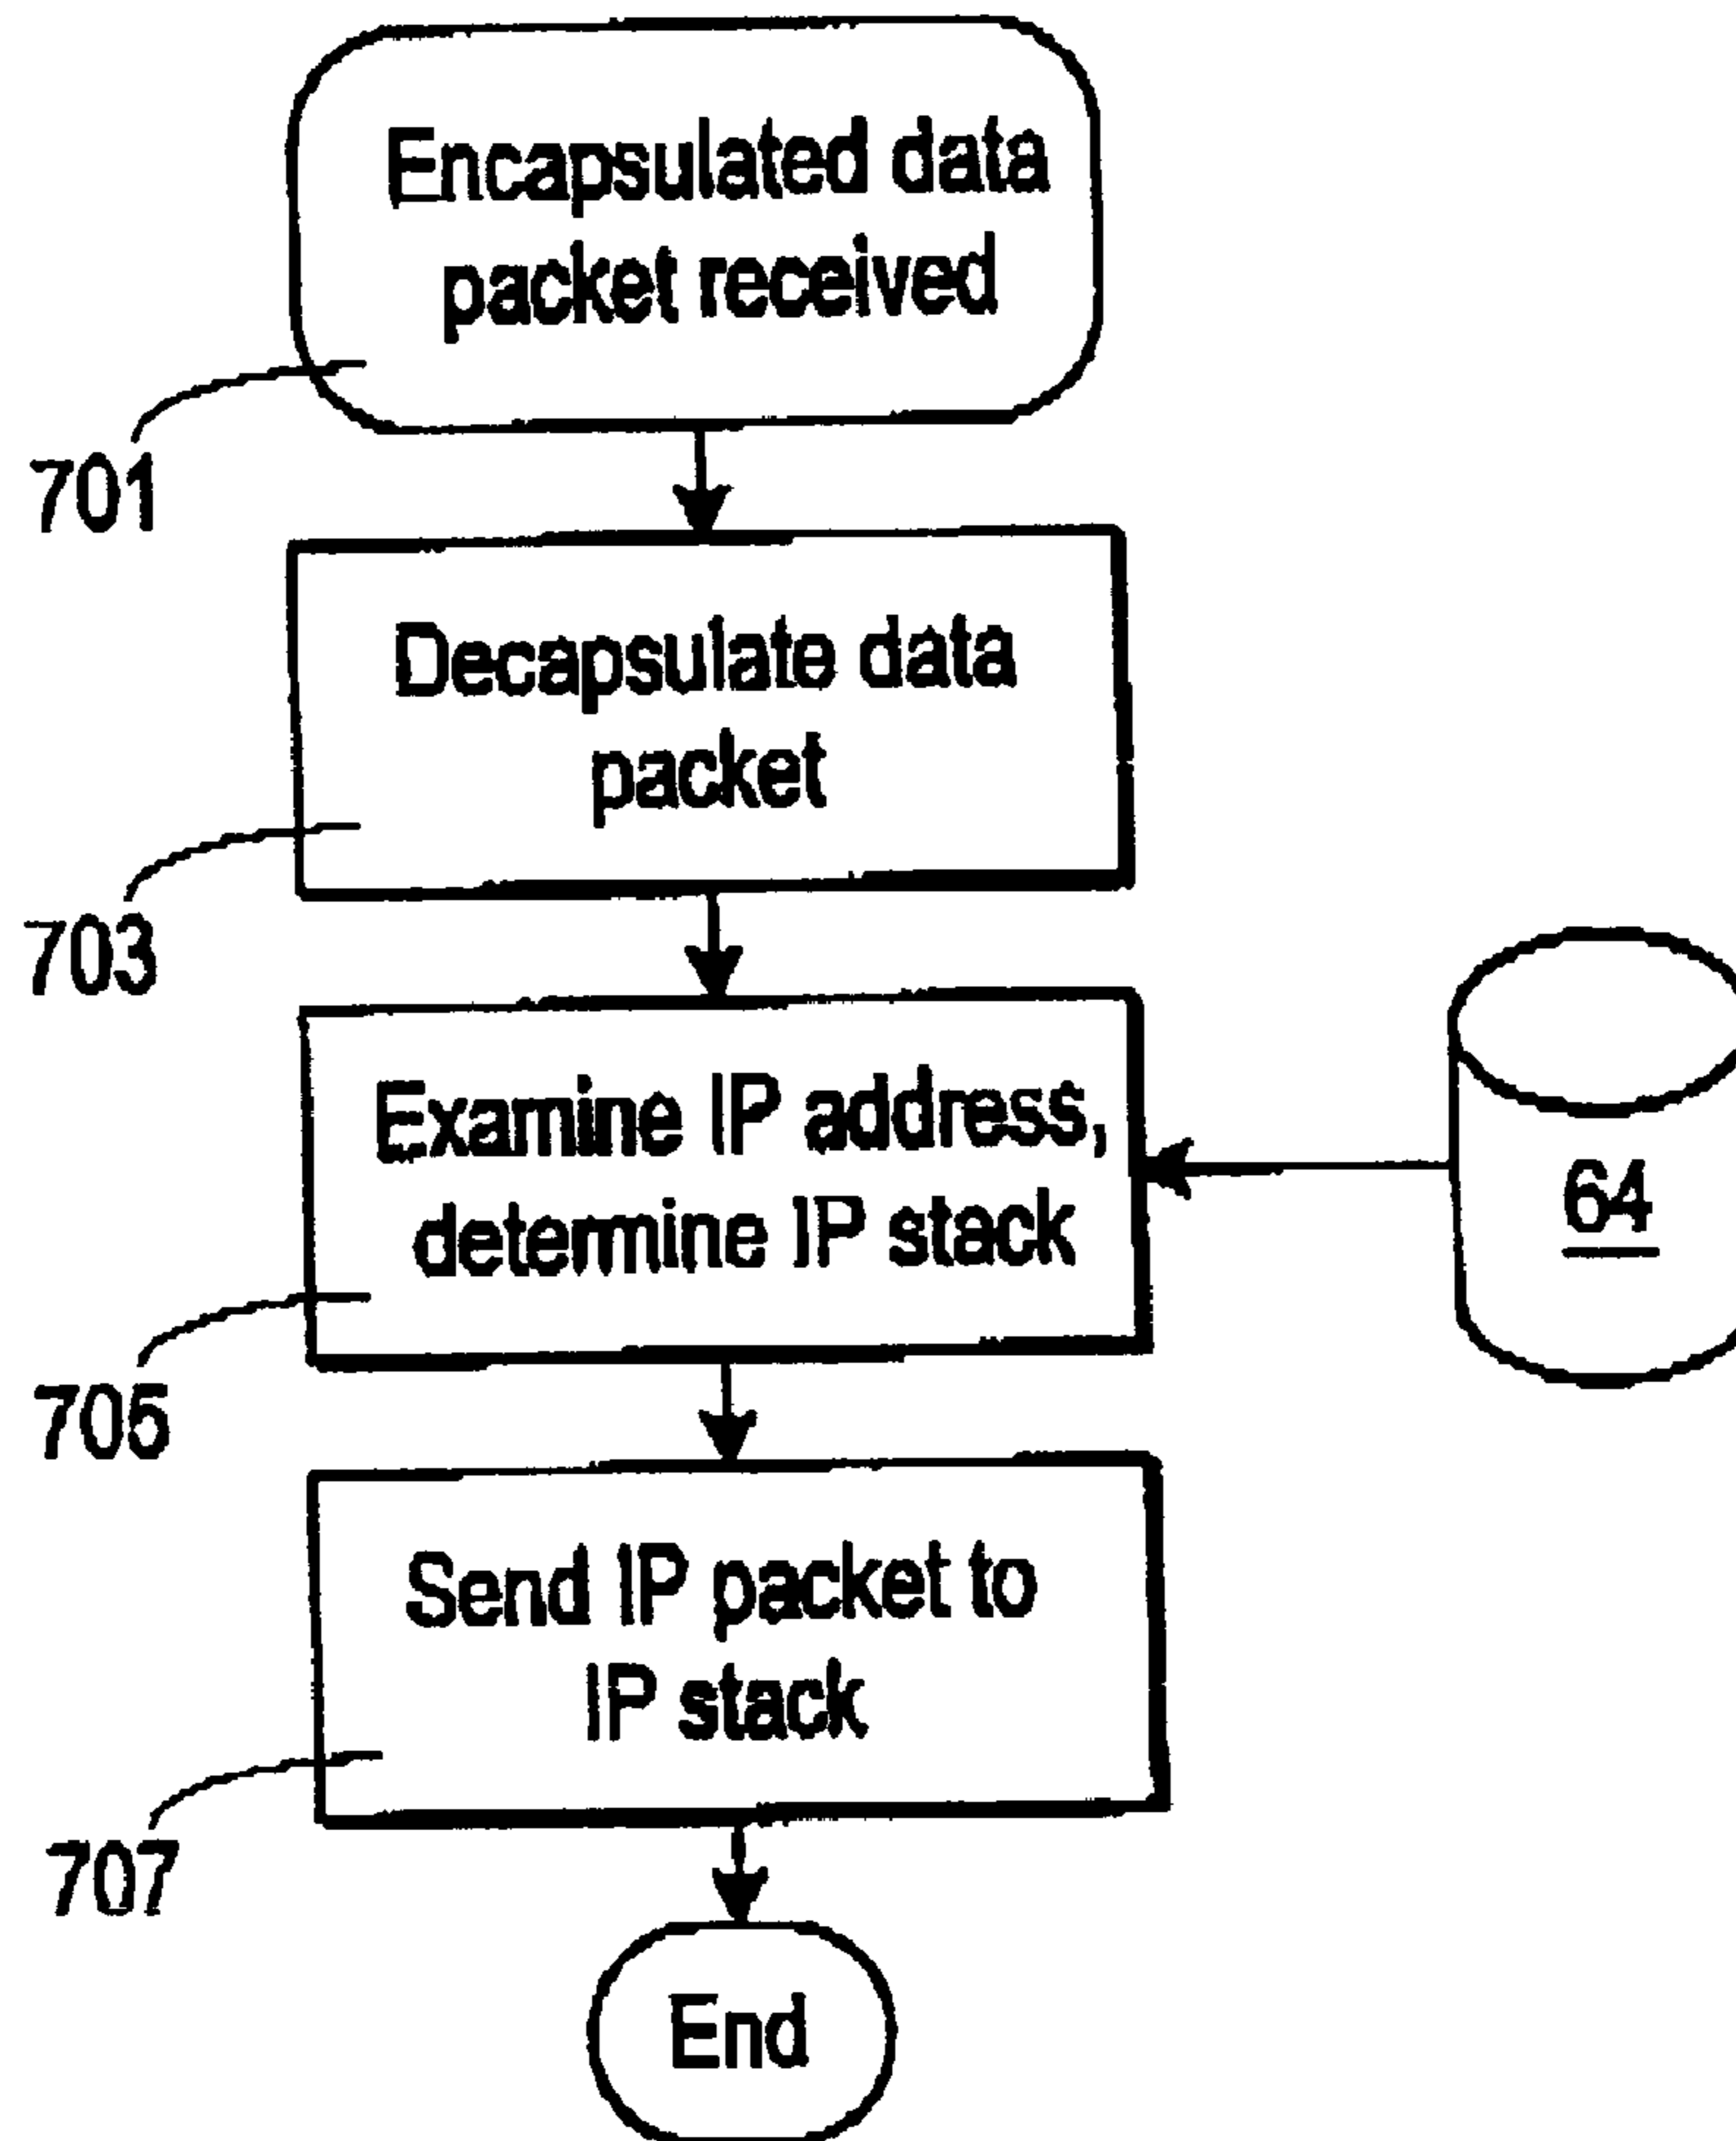 Encapsulated data
packet received
701
Decapsulate data
packet
703
Examine IP address,
determine IP stack
64
705
Send IP packet to
IP stack
707
End